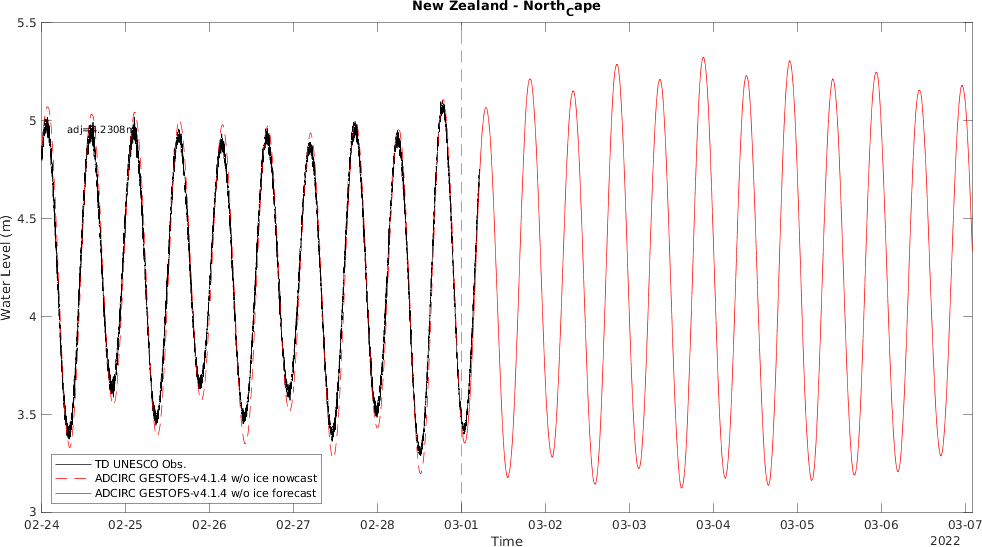 New Zealand - NorthCape
5.5
5
4.5
4
3.5
3
Water Level (m)
adj=4.2308m
TD UNESCO Obs.
ADCIRC GESTOFS-v4.1.4 w/o ice nowcast
ADCIRC GESTOFS-v4.1.4 w/o ice forecast
02-24 02-25 02-26 02-27 02-28 03-01 03-02 03-03 03-04 03-05 03-06 03-07
Time
2022